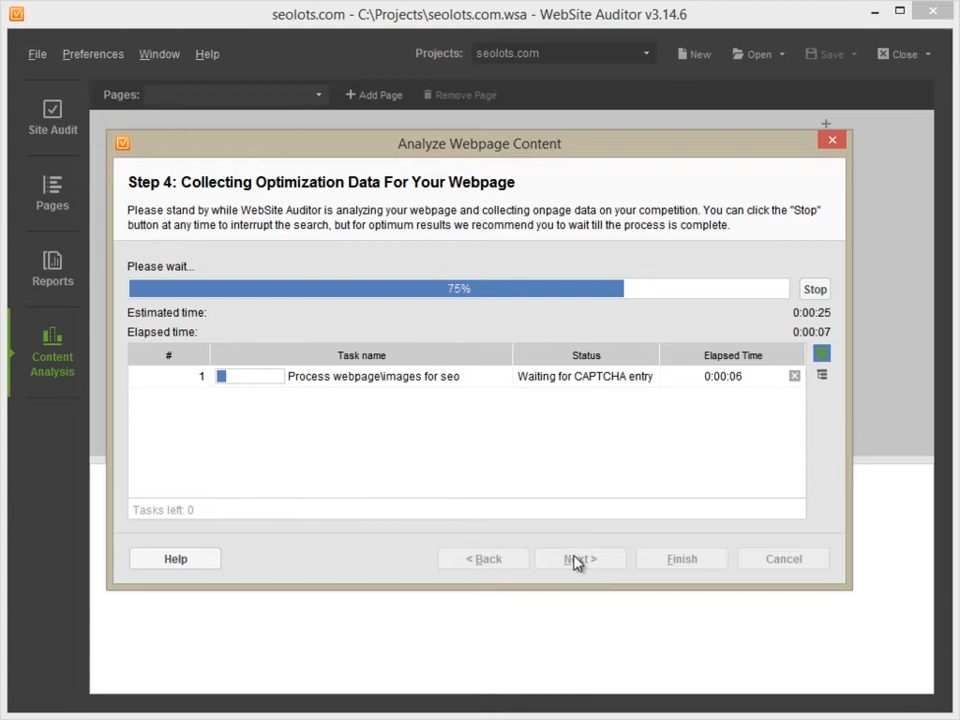 seolots.com - C:\Projects\seolots.com.wsa - WebSite Auditor v3.14.6
File Preferences Window Help Projects: seolots.com New Open Save Close
Pages: + Add Page Remove Page
Site Audit
Pages
Reports
Content
Analysis
Analyze Webpage Content
Step 4: Collecting Optimization Data For Your Webpage
Please stand by while WebSite Auditor is analyzing your webpage and collecting onpage data on your competition. You can click the "Stop"
button at any time to interrupt the search, but for optimum results we recommend you to wait till the process is complete.
Please wait...
75% Stop
Estimated time: 0:00:25
Elapsed time: 0:00:07
# Task name Status Elapsed Time
1 Process webpage\images for seo Waiting for CAPTCHA entry 0:00:06
Tasks left: 0
Help < Back Next > Finish Cancel